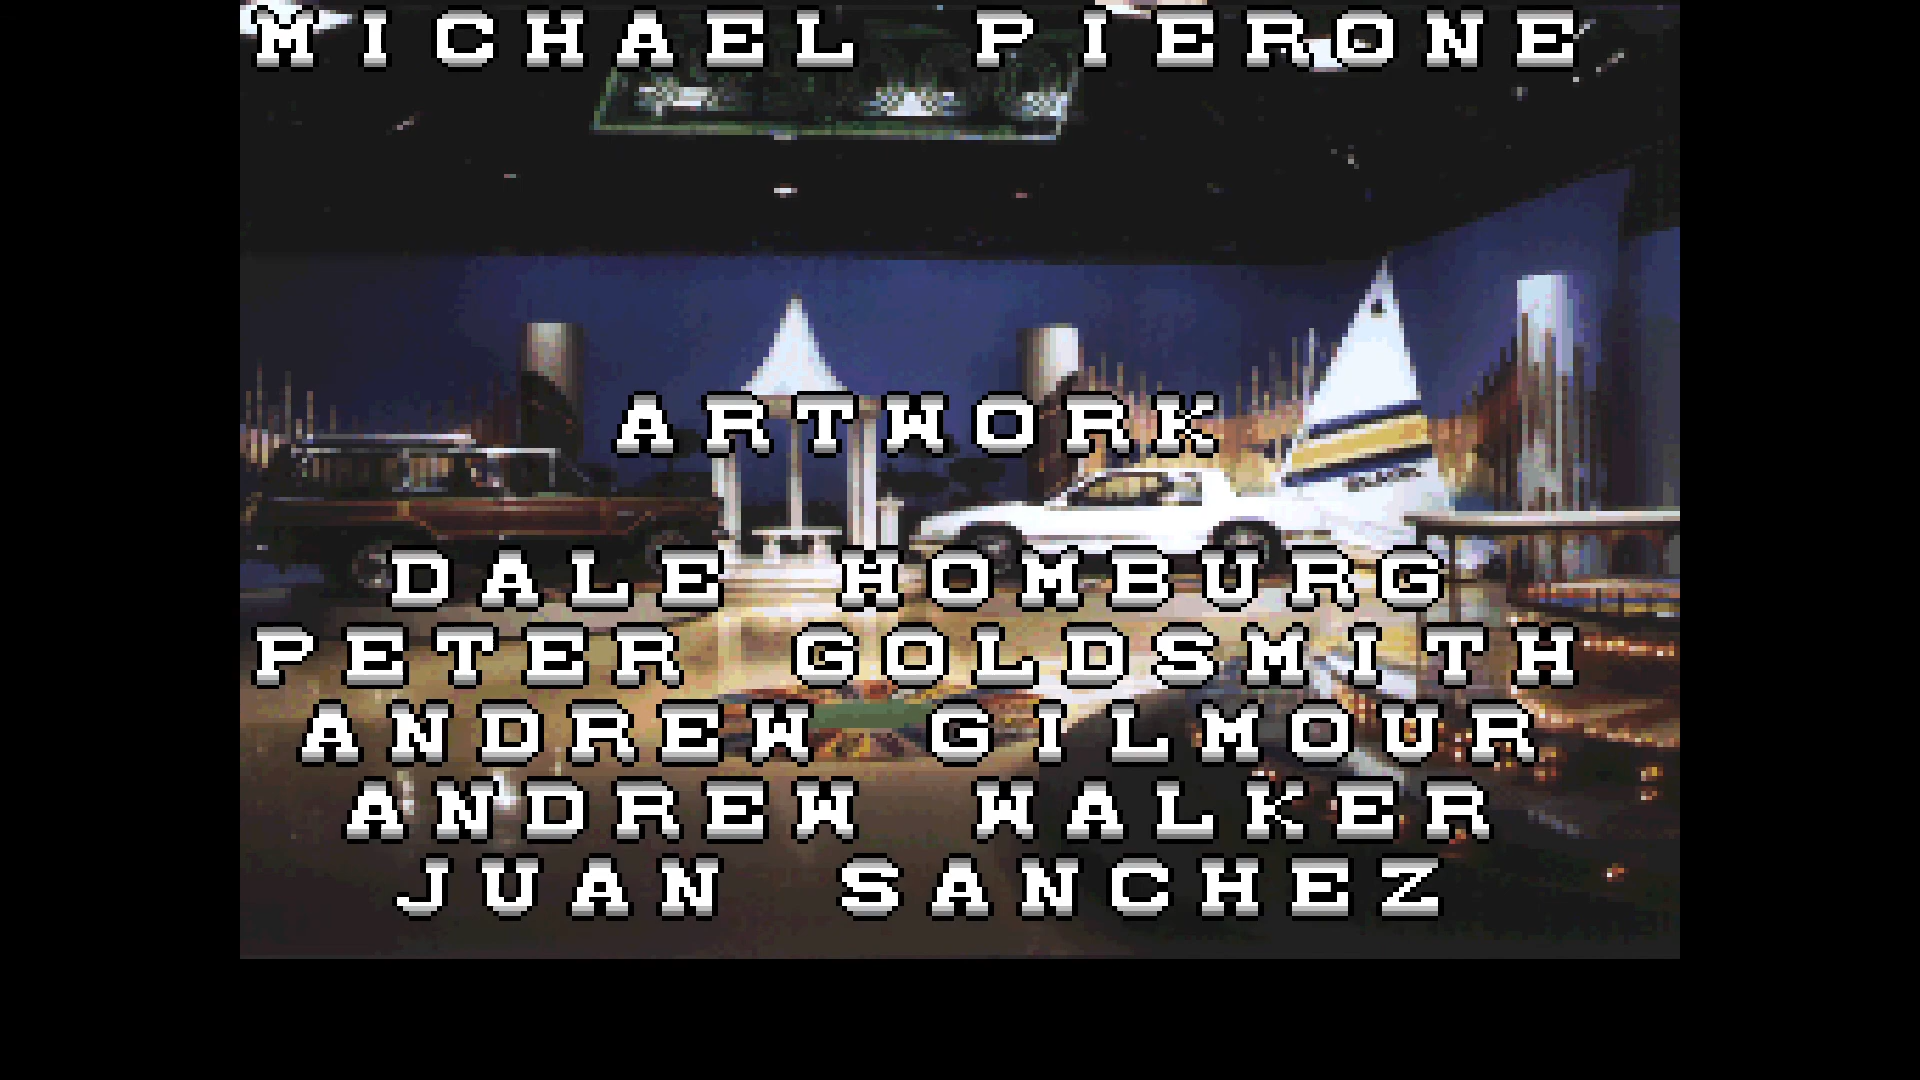 MICHAEL PIERONE
ARTWORK
DALE HOMBURG
PETER GOLDSMITH
ANDREW GILMOUR
ANDREW WALKER
JUAN SANCHEZ